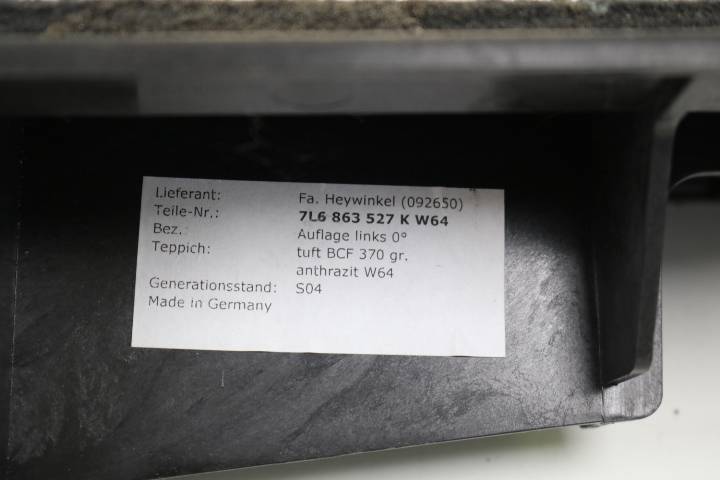 Lieferant: Fa. Heywinkel (092650)
Teile-Nr.: 7L6 863 527 K W64
Bez. Auflage links 0°
Teppich: tuft BCF 370 gr.
anthrazit W64
Generationsstand: S04
Made in Germany